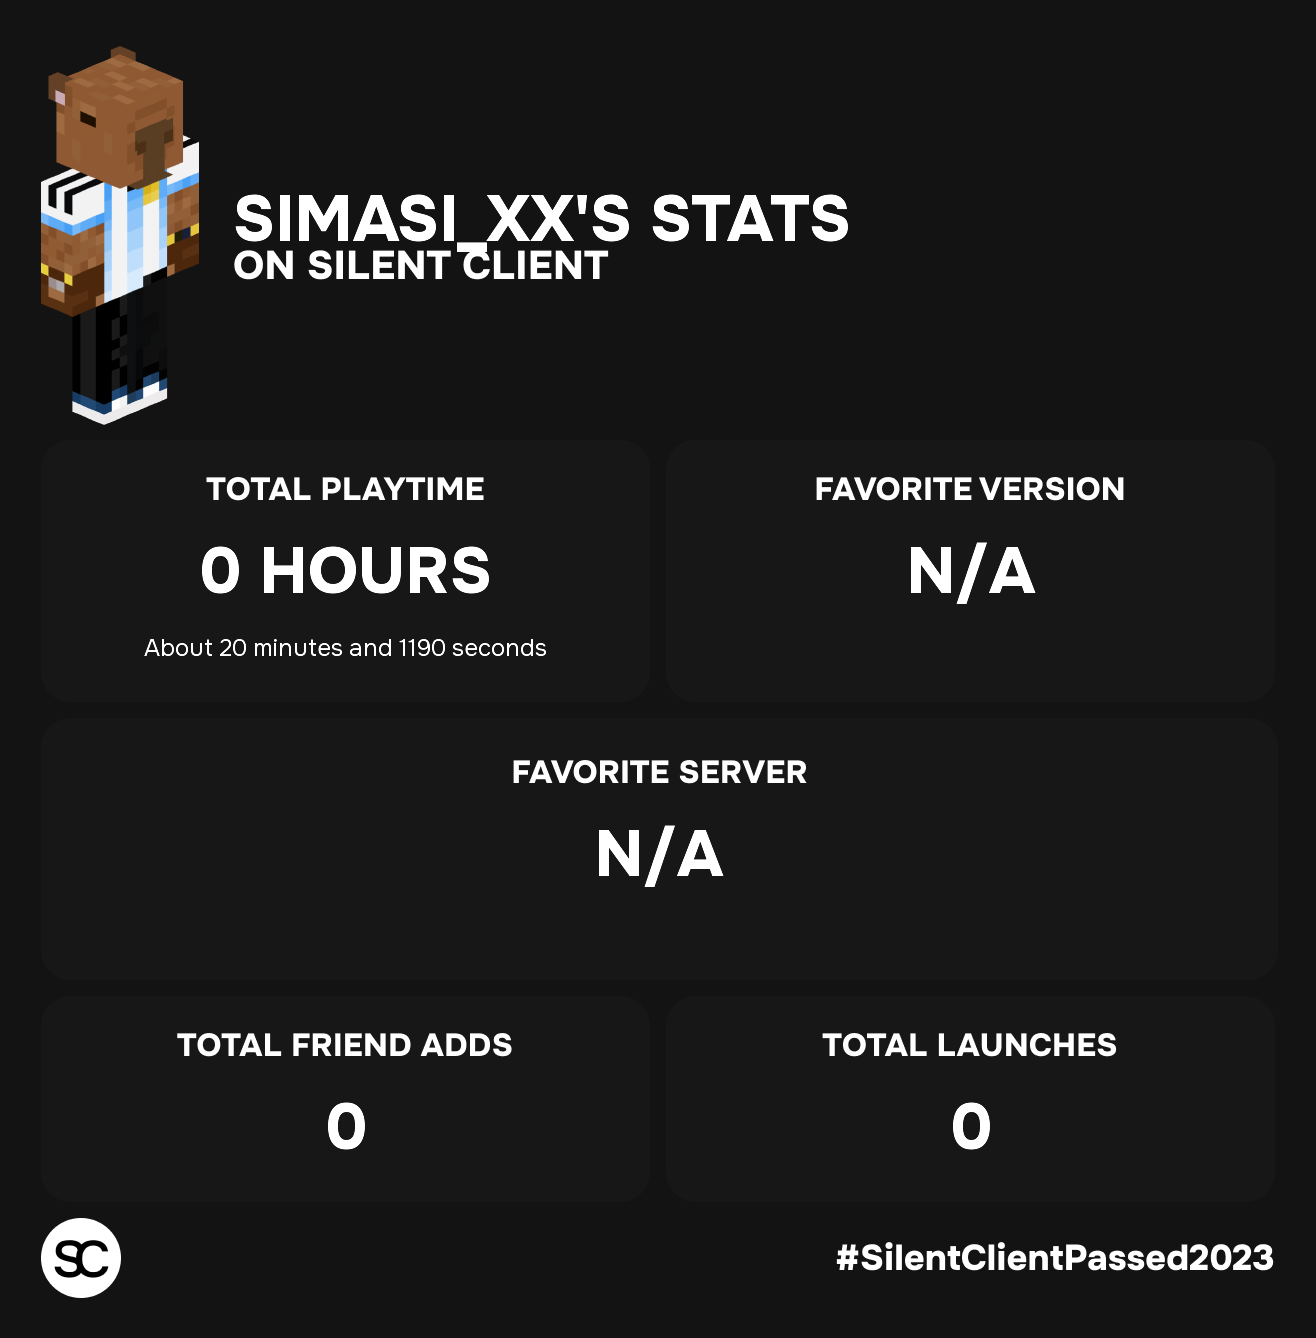 SIMASI_XX'S STATS
ON SILENT CLIENT
TOTAL PLAYTIME
0 HOURS
About 20 minutes and 1190 seconds
FAVORITE VERSION
N/A
FAVORITE SERVER
N/A
TOTAL FRIEND ADDS
0
TOTAL LAUNCHES
0
SC
#SilentClientPassed2023